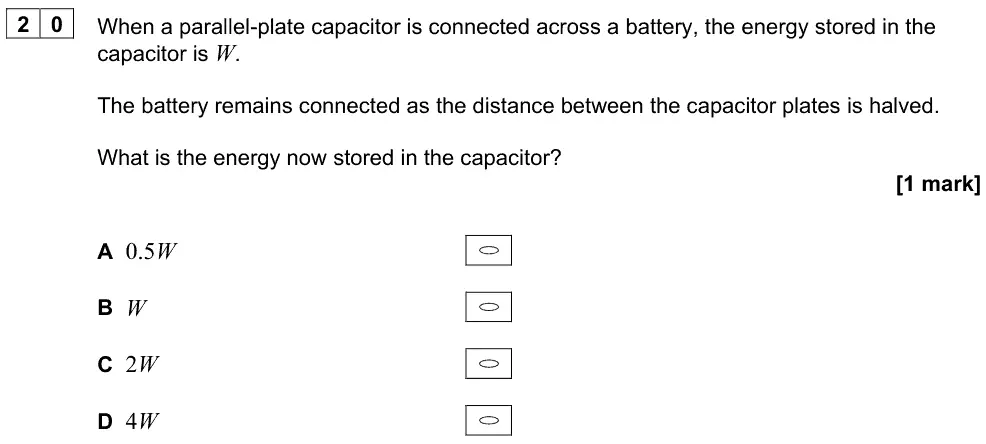 2 0 When a parallel-plate capacitor is connected across a battery, the energy stored in the
capacitor is W.
The battery remains connected as the distance between the capacitor plates is halved.
What is the energy now stored in the capacitor?
[1 mark]
A 0.5W
B W
C 2W
D 4W